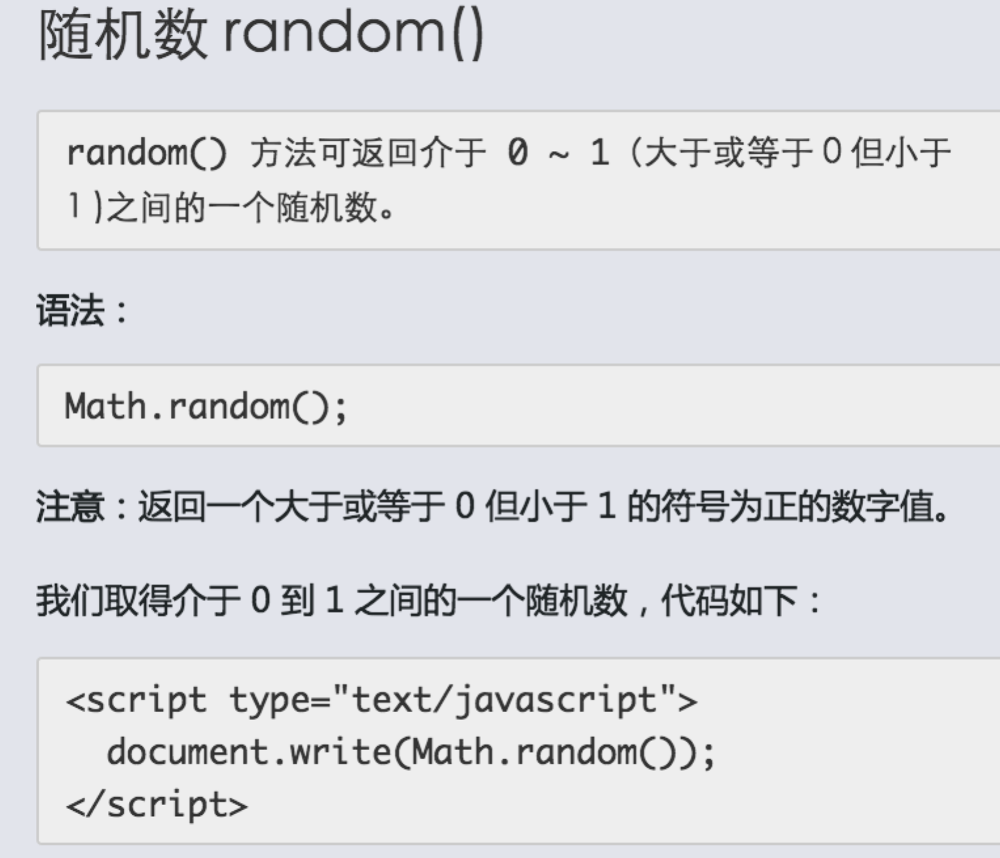 随机数 random()
random() 方法可返回介于 0 ~ 1（大于或等于 0 但小于
1 )之间的一个随机数。
语法：
Math.random();
注意：返回一个大于或等于 0 但小于 1 的符号为正的数字值。
我们取得介于 0 到 1 之间的一个随机数，代码如下：
<script type="text/javascript">
  document.write(Math.random());
</script>